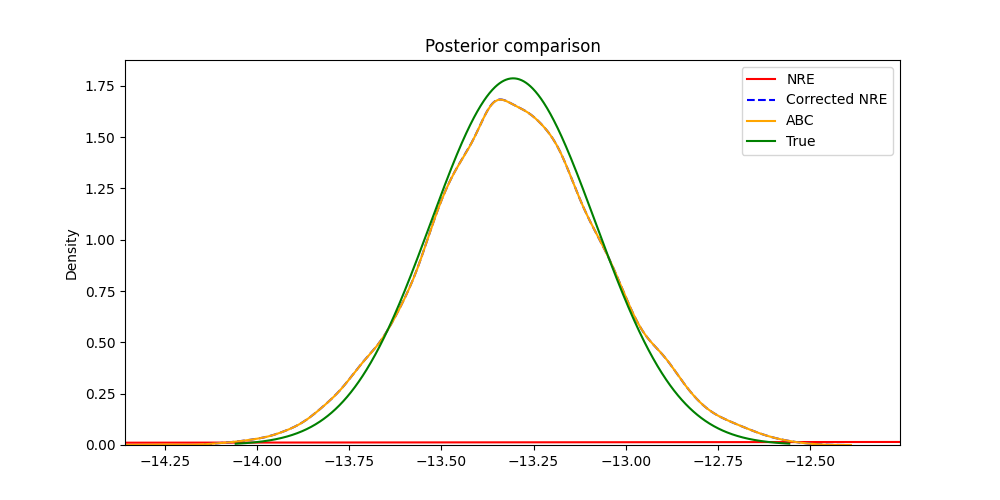 Posterior comparison
NRE
Corrected NRE
ABC
True
Density
1.75
1.50
1.25
1.00
0.75
0.50
0.25
0.00
−14.25 −14.00 −13.75 −13.50 −13.25 −13.00 −12.75 −12.50